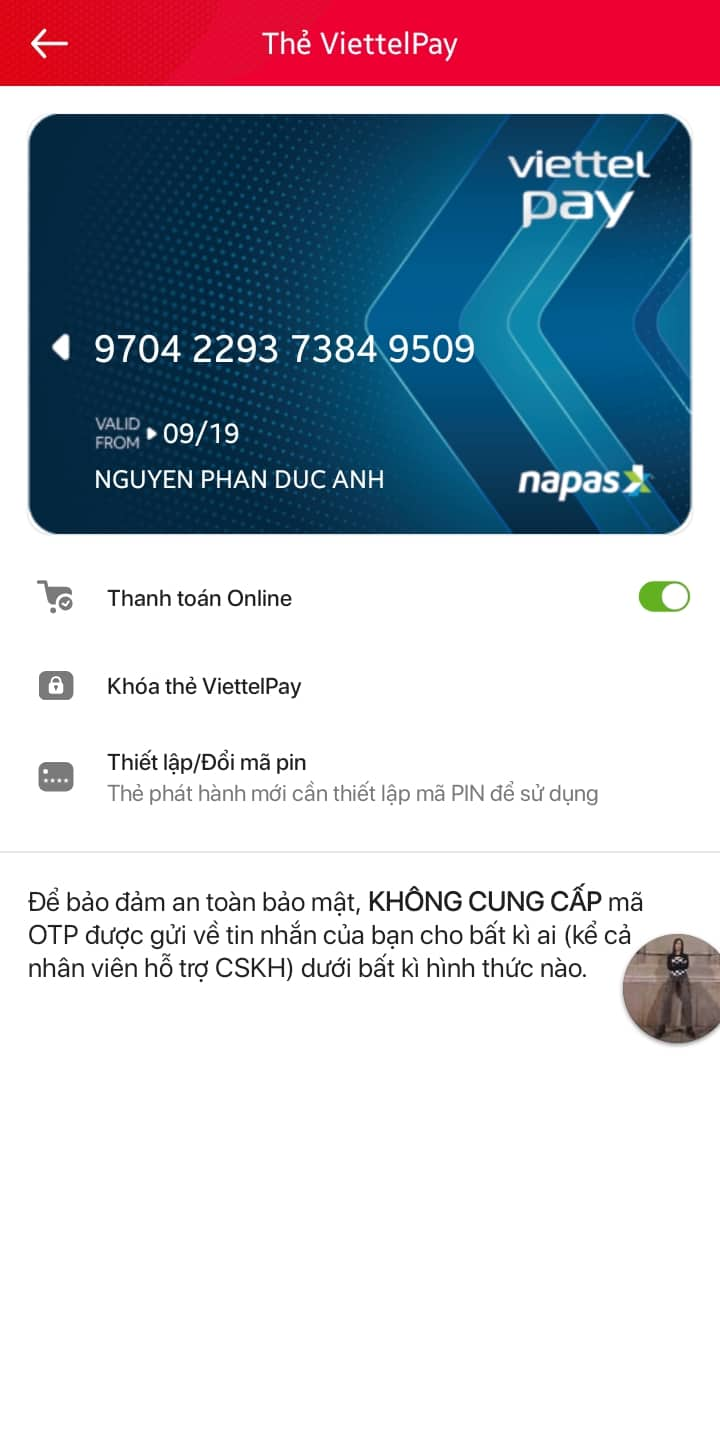 Thẻ ViettelPay
viettel
pay
9704 2293 7384 9509
VALID
FROM 09/19
NGUYEN PHAN DUC ANH
napas
Thanh toán Online
Khóa thẻ ViettelPay
Thiết lập/Đổi mã pin
Thẻ phát hành mới cần thiết lập mã PIN để sử dụng
Để bảo đảm an toàn bảo mật, KHÔNG CUNG CẤP mã
OTP được gửi về tin nhắn của bạn cho bất kì ai (kể cả
nhân viên hỗ trợ CSKH) dưới bất kì hình thức nào.